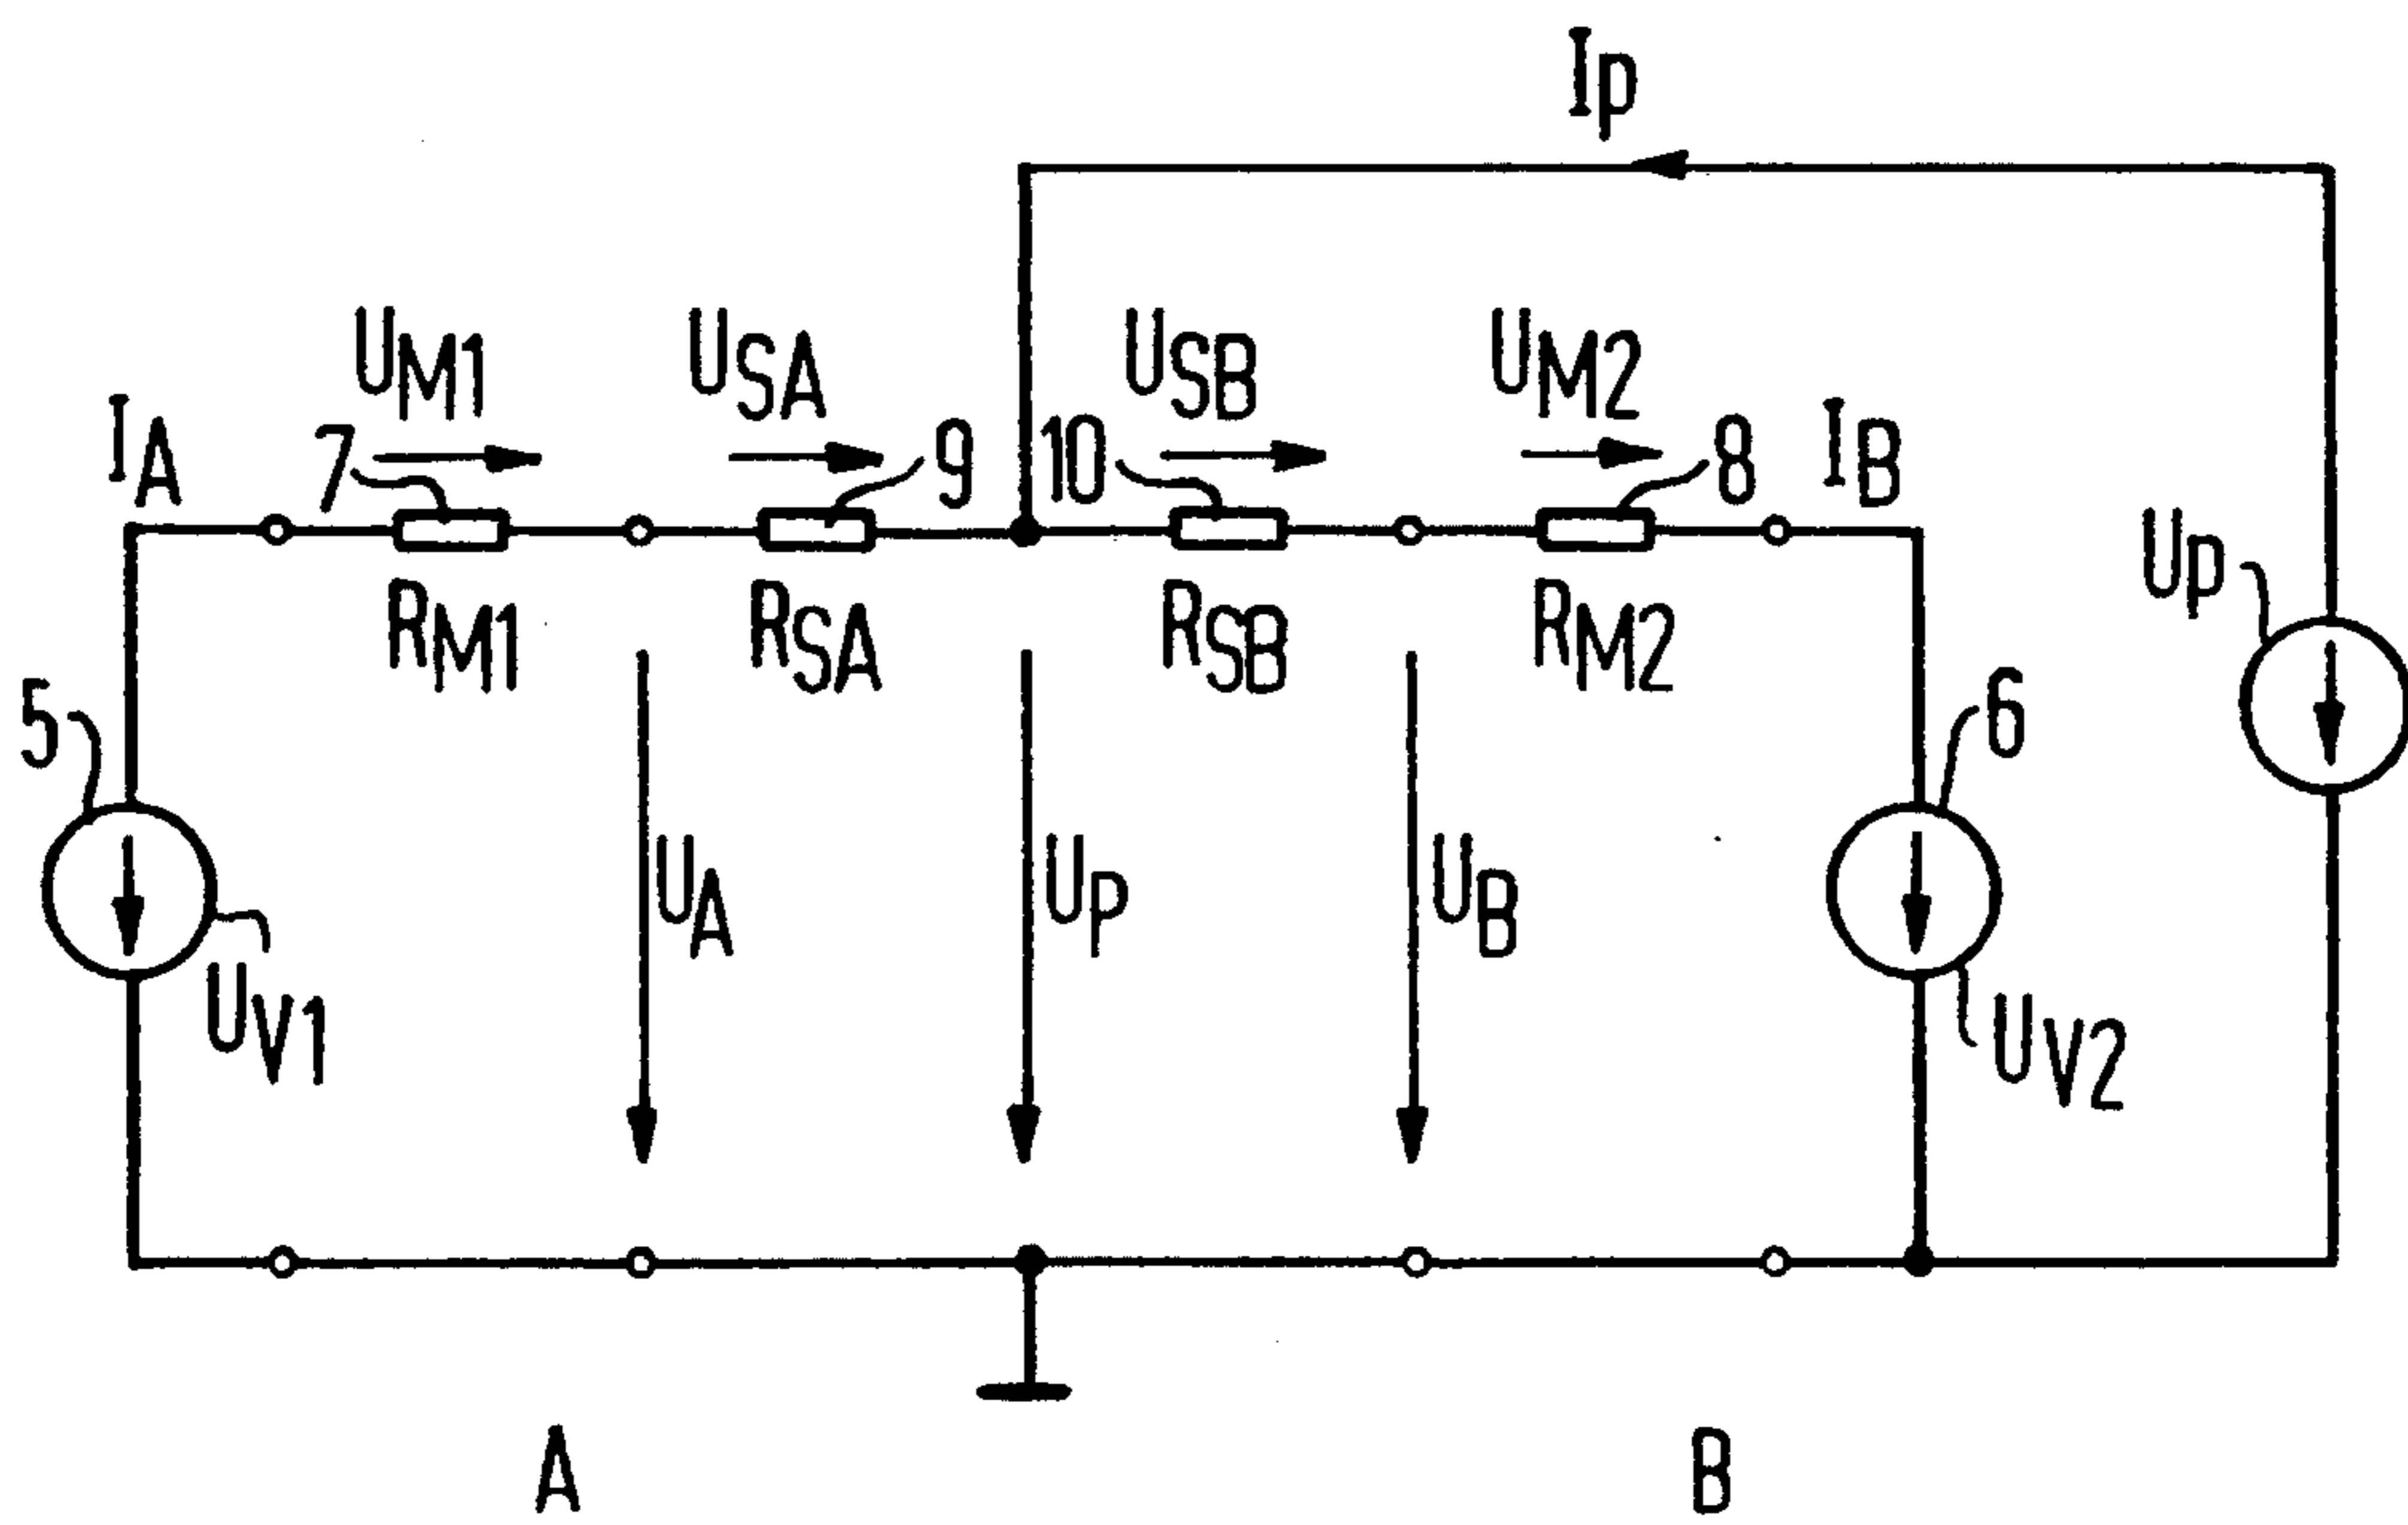 Ip
UM1 USA USB UM2
IA 7 9 10 8 IB
Up
RM1 RSA RSB RM2
5 6
UA UP UB
UV1 UV2
A B